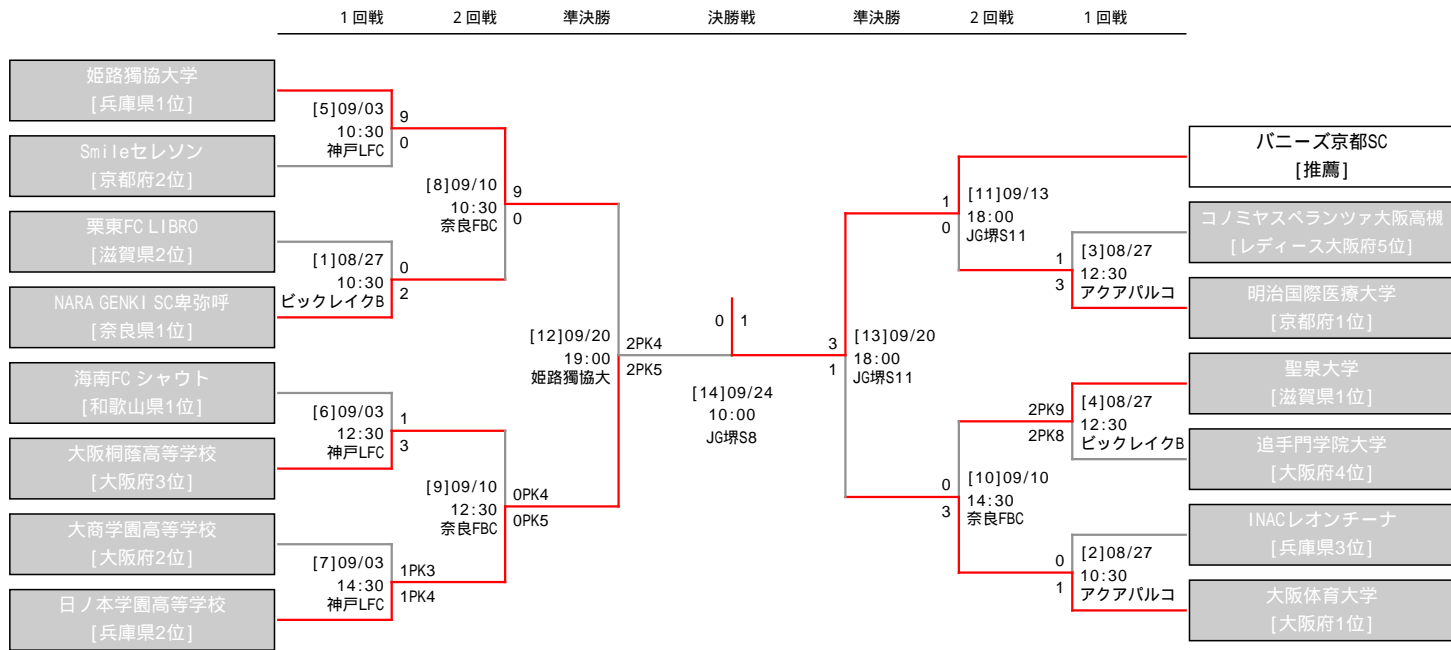 1回戦 2回戦 準決勝 決勝戦 準決勝 2回戦 1回戦
姫路獨協大学
[兵庫県1位]
Smileセレソン
[京都府2位]
栗東FC LIBRO
[滋賀県2位]
NARA GENKI SC卑弥呼
[奈良県1位]
海南FC シャウト
[和歌山県1位]
大阪桐蔭高等学校
[大阪府3位]
大商学園高等学校
[大阪府2位]
日ノ本学園高等学校
[兵庫県2位]
[5]09/03
10:30
神戸LFC
9
0
[1]08/27
10:30
ビックレイクB
0
2
[6]09/03
12:30
神戸LFC
1
3
[7]09/03
14:30
神戸LFC
1PK3
1PK4
[8]09/10
10:30
奈良FBC
9
0
[9]09/10
12:30
奈良FBC
0PK4
0PK5
[12]09/20
19:00
姫路獨協大
2PK4
2PK5
0 1
[14]09/24
10:00
JG堺S8
3
1
[13]09/20
18:00
JG堺S11
1
0
[11]09/13
18:00
JG堺S11
0
3
[10]09/10
14:30
奈良FBC
1
3
[3]08/27
12:30
アクアパルコ
2PK9
2PK8
[4]08/27
12:30
ビックレイクB
0
1
[2]08/27
10:30
アクアパルコ
バニーズ京都SC
[推薦]
コノミヤスペランツァ大阪高槻
[レディース大阪府5位]
明治国際医療大学
[京都府1位]
聖泉大学
[滋賀県1位]
追手門学院大学
[大阪府4位]
INACレオンチーナ
[兵庫県3位]
大阪体育大学
[大阪府1位]